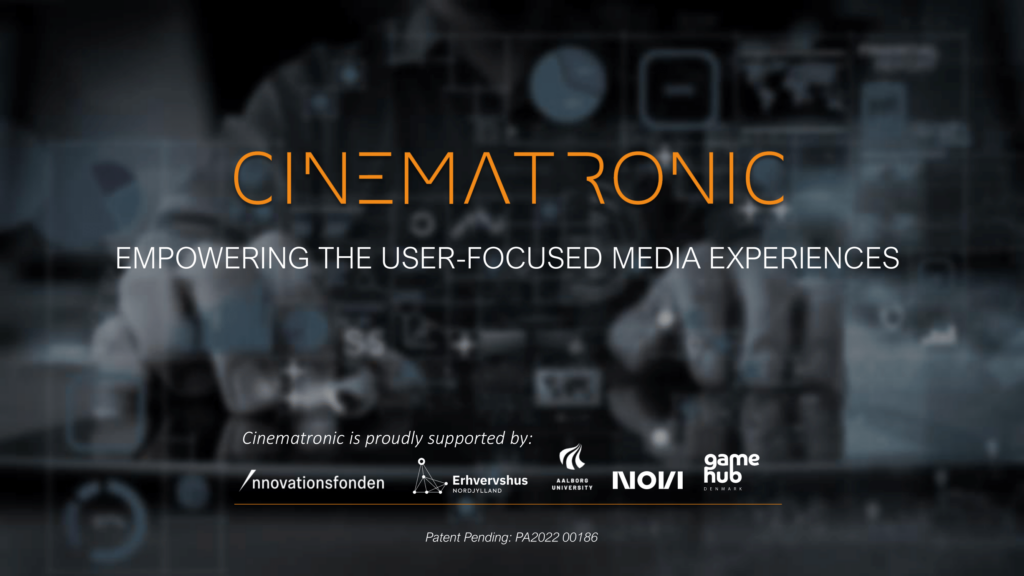 CINEMATRONIC
EMPOWERING THE USER-FOCUSED MEDIA EXPERIENCES
Cinematronic is proudly supported by:
Innovationsfonden
Erhvervshus
NORDJYLLAND
AALBORG
UNIVERSITY
NOVI
game
hub
DENMARK
Patent Pending: PA2022 00186